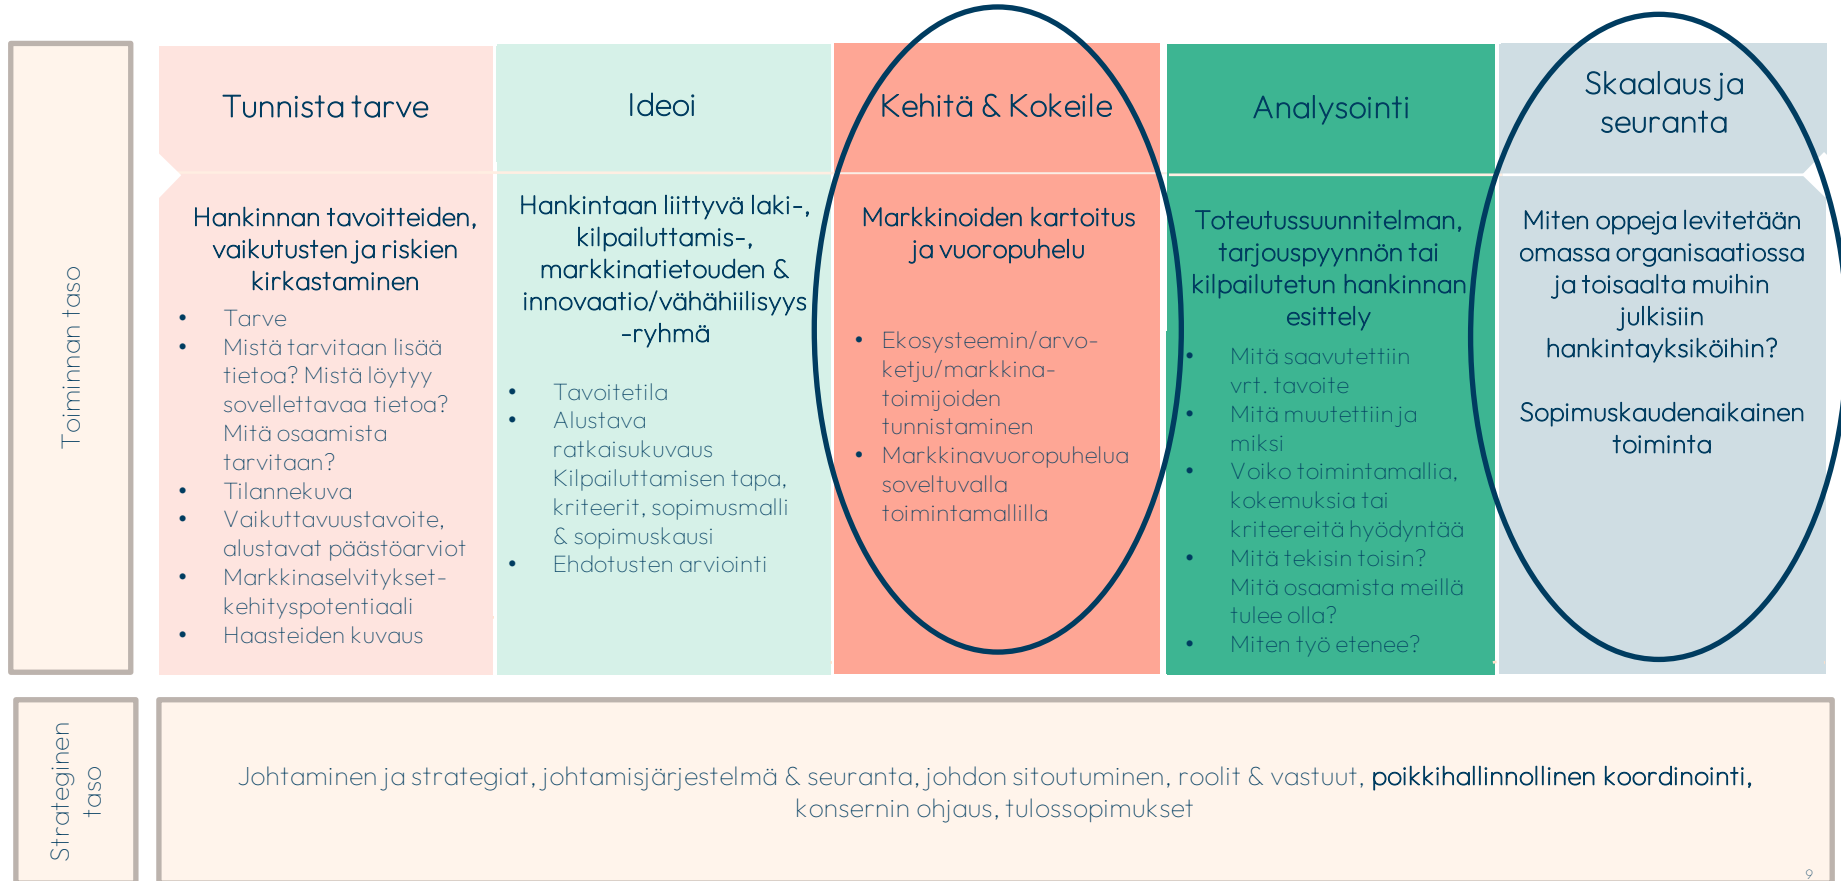 Toiminnan taso
Tunnista tarve
Hankinnan tavoitteiden,
vaikutusten ja riskien
kirkastaminen
• Tarve
• Mistä tarvitaan lisää
tietoa? Mistä löytyy
sovellettavaa tietoa?
Mitä osaamista
tarvitaan?
• Tilannekuva
• Vaikuttavuustavoite,
alustavat päästöarviot
• Markkinaselvitykset-
kehityspotentiaali
• Haasteiden kuvaus
Ideoi
Hankintaan liittyvä laki-,
kilpailuttamis-,
markkinatietouden &
innovaatio/vähähiilisyys
-ryhmä
• Tavoitetila
• Alustava
ratkaisukuvaus
Kilpailuttamisen tapa,
kriteerit, sopimusmalli
& sopimuskausi
• Ehdotusten arviointi
Kehitä & Kokeile
Markkinoiden kartoitus
ja vuoropuhelu
• Ekosysteemin/arvo-
ketju/markkina-
toimijoiden
tunnistaminen
• Markkinavuoropuhelua
soveltuvalla
toimintamallilla
Analysointi
Toteutussuunnitelman,
tarjouspyynnön tai
kilpailutetun hankinnan
esittely
• Mitä saavutettiin
vrt. tavoite
• Mitä muutettiin ja
miksi
• Voiko toimintamallia,
kokemuksia tai
kriteereitä hyödyntää
• Mitä tekisin toisin?
Mitä osaamista meillä
tulee olla?
• Miten työ etenee?
Skaalaus ja
seuranta
Miten oppeja levitetään
omassa organisaatiossa
ja toisaalta muihin
julkisiin
hankintayksiköihin?
Sopimuskaudenaikainen
toiminta
Strateginen
taso
Johtaminen ja strategiat, johtamisjärjestelmä & seuranta, johdon sitoutuminen, roolit & vastuut, poikkihallinnollinen koordinointi,
konsernin ohjaus, tulossopimukset
9